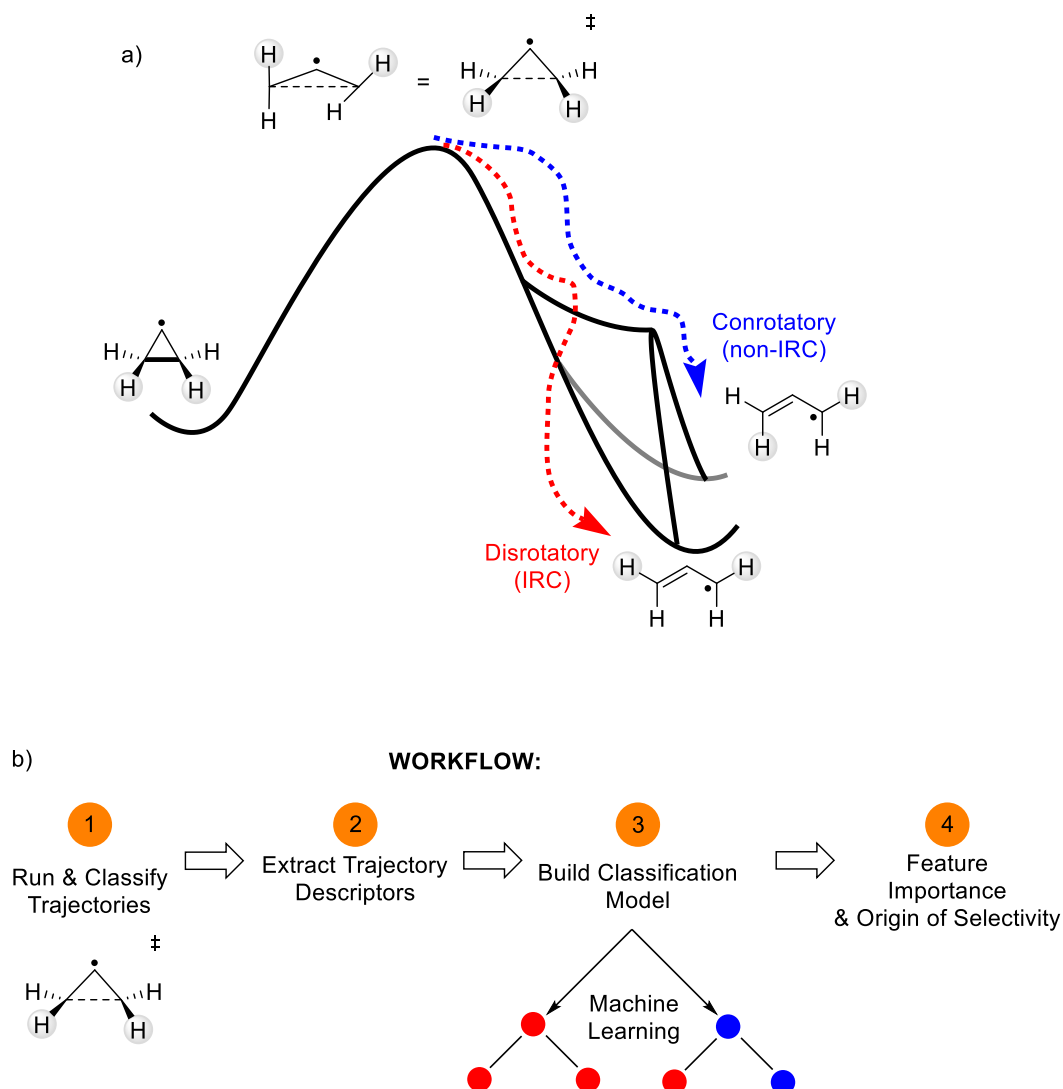 a)
‡
H
H
H
H
=
H
H
H
H
H
H
H
H
Conrotatory
(non-IRC)
H
H
H
H
Disrotatory
(IRC)
H
H
H
H
b)
WORKFLOW:
1
Run & Classify
Trajectories
2
Extract Trajectory
Descriptors
3
Build Classification
Model
4
Feature
Importance
& Origin of Selectivity
‡
H
H
H
H
Machine
Learning